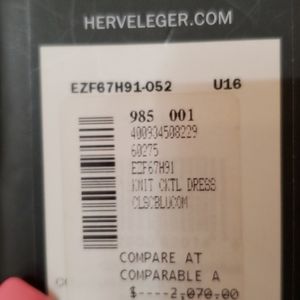 HERVELEGER.COM
EZF67H91-052 U16
985 001
400934508229
60275
EZF67H91
KNIT CKTL DRESS
CLSCBLUCOM
COMPARE AT
COMPARABLE A
$----2,070.00